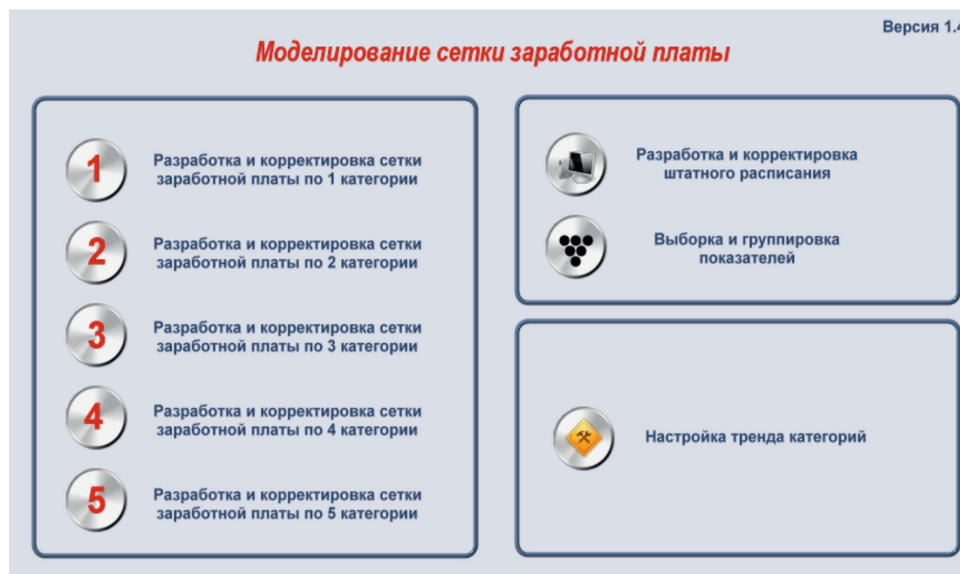 Версия 1.4
Моделирование сетки заработной платы
1
Разработка и корректировка сетки
заработной платы по 1 категории
2
Разработка и корректировка сетки
заработной платы по 2 категории
3
Разработка и корректировка сетки
заработной платы по 3 категории
4
Разработка и корректировка сетки
заработной платы по 4 категории
5
Разработка и корректировка сетки
заработной платы по 5 категории
Разработка и корректировка
штатного расписания
Выборка и группировка
показателей
Настройка тренда категорий